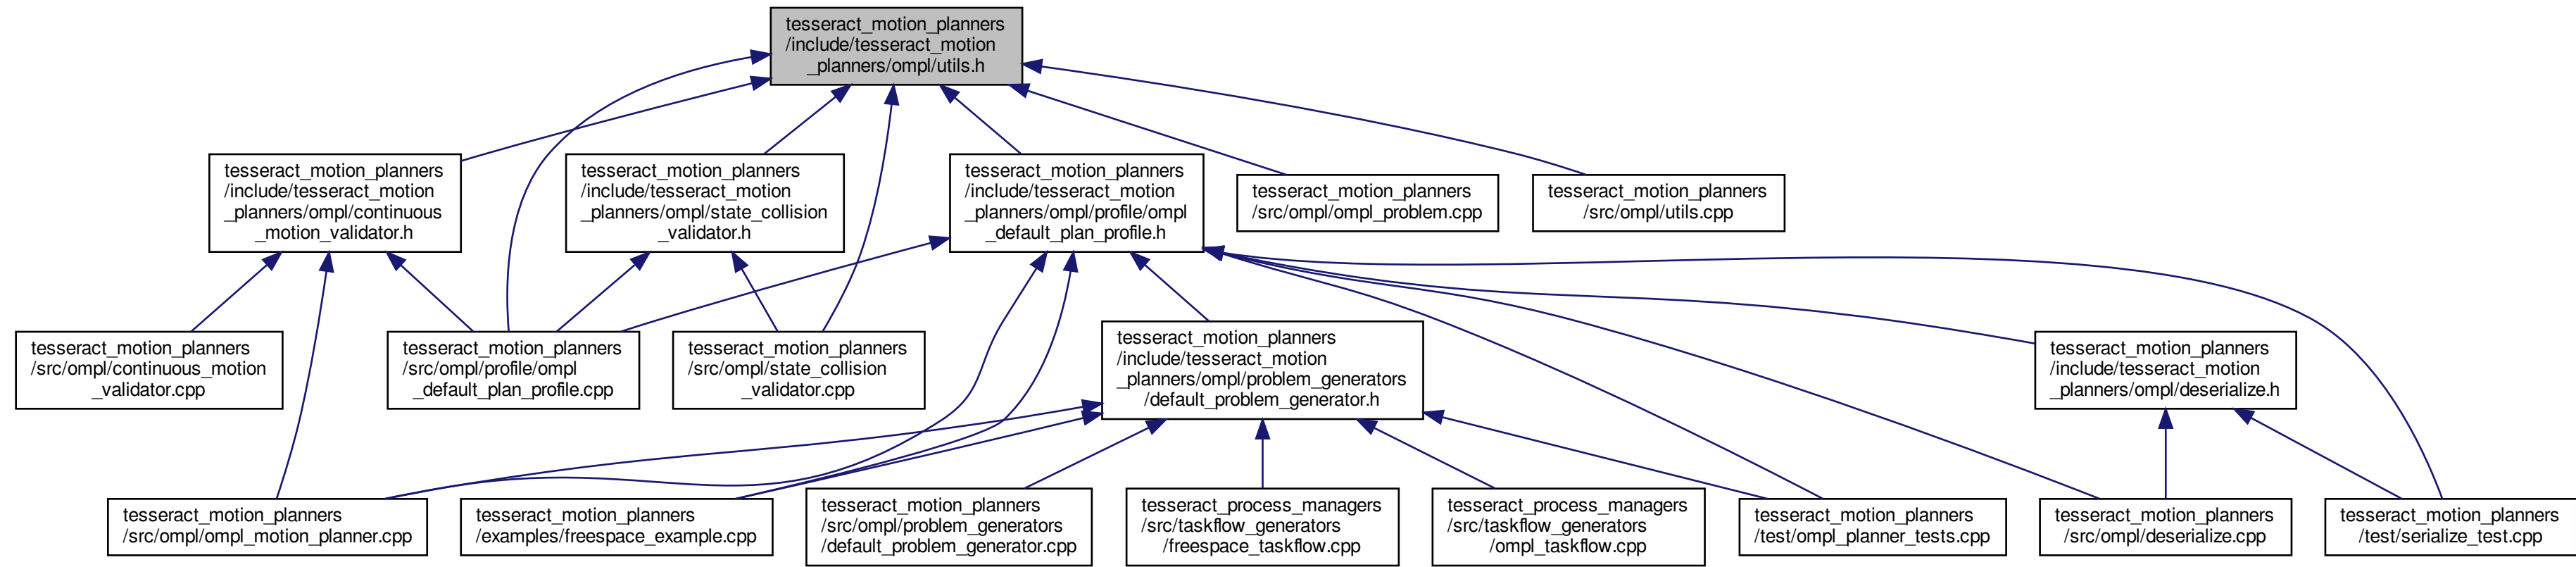 tesseract_motion_planners
/include/tesseract_motion
_planners/ompl/utils.h
tesseract_motion_planners
/include/tesseract_motion
_planners/ompl/continuous
_motion_validator.h
tesseract_motion_planners
/include/tesseract_motion
_planners/ompl/state_collision
_validator.h
tesseract_motion_planners
/include/tesseract_motion
_planners/ompl/profile/ompl
_default_plan_profile.h
tesseract_motion_planners
/src/ompl/ompl_problem.cpp
tesseract_motion_planners
/src/ompl/utils.cpp
tesseract_motion_planners
/src/ompl/continuous_motion
_validator.cpp
tesseract_motion_planners
/src/ompl/profile/ompl
_default_plan_profile.cpp
tesseract_motion_planners
/src/ompl/state_collision
_validator.cpp
tesseract_motion_planners
/include/tesseract_motion
_planners/ompl/problem_generators
/default_problem_generator.h
tesseract_motion_planners
/include/tesseract_motion
_planners/ompl/deserialize.h
tesseract_motion_planners
/src/ompl/ompl_motion_planner.cpp
tesseract_motion_planners
/examples/freespace_example.cpp
tesseract_motion_planners
/src/ompl/problem_generators
/default_problem_generator.cpp
tesseract_process_managers
/src/taskflow_generators
/freespace_taskflow.cpp
tesseract_process_managers
/src/taskflow_generators
/ompl_taskflow.cpp
tesseract_motion_planners
/test/ompl_planner_tests.cpp
tesseract_motion_planners
/src/ompl/deserialize.cpp
tesseract_motion_planners
/test/serialize_test.cpp